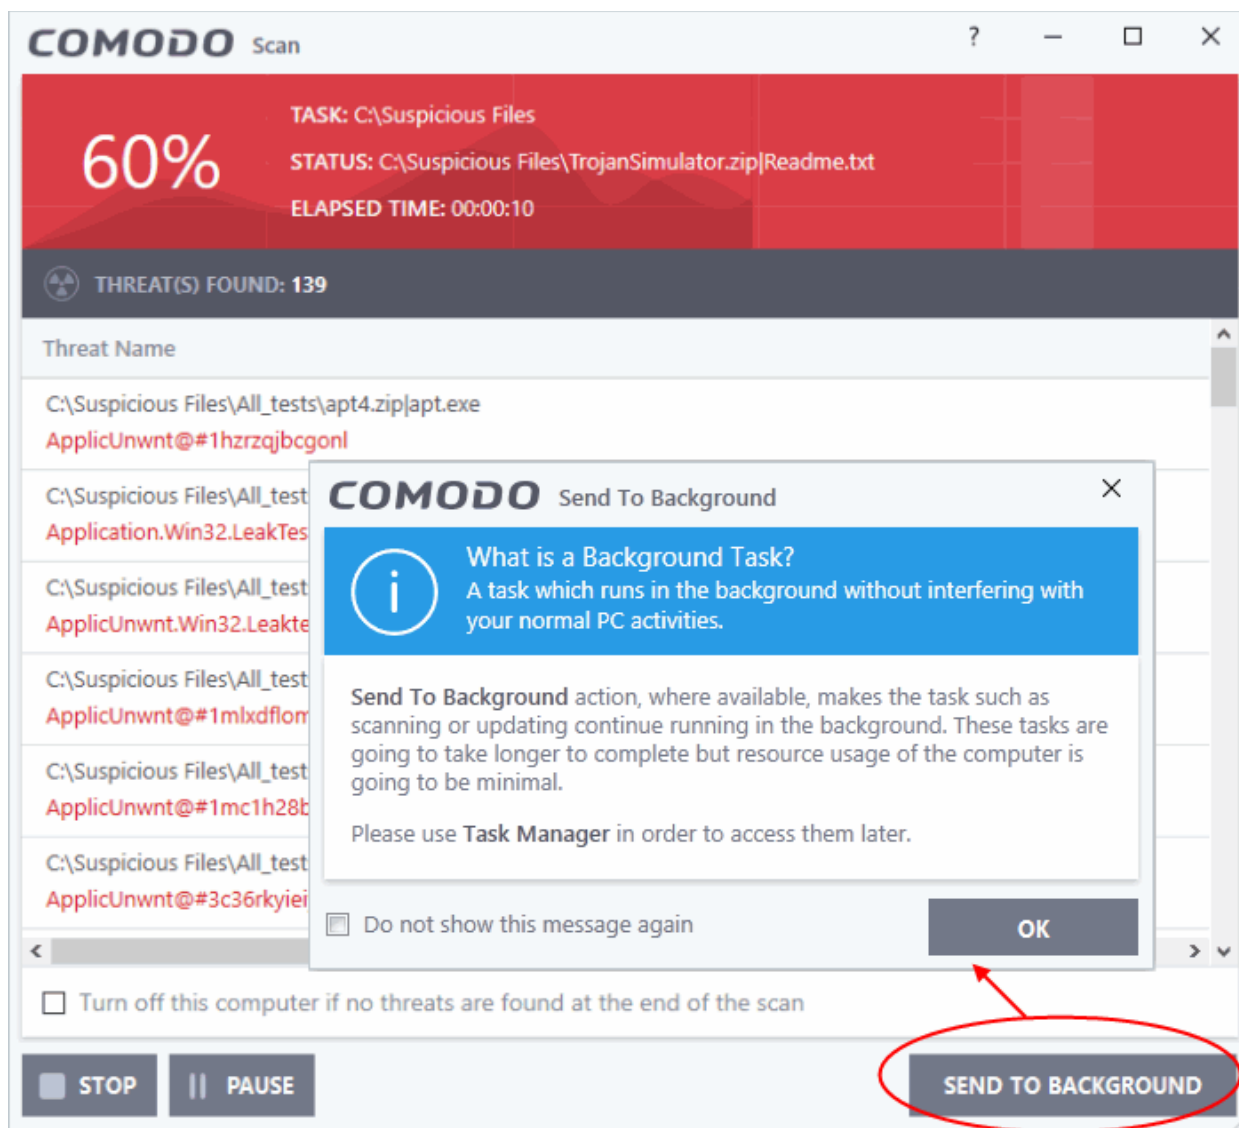 COMODO Scan
?
60%
TASK: C:\Suspicious Files
STATUS: C:\Suspicious Files\TrojanSimulator.zip|Readme.txt
ELAPSED TIME: 00:00:10
THREAT(S) FOUND: 139
Threat Name
C:\Suspicious Files\All_tests\apt4.zip|apt.exe
ApplicUnwnt@#1hzrzqjbcgonl
C:\Suspicious Files\All_test
Application.Win32.LeakTes
C:\Suspicious Files\All_test
ApplicUnwnt.Win32.Leakte
C:\Suspicious Files\All_test
ApplicUnwnt@#1mlxdflom
C:\Suspicious Files\All_test
ApplicUnwnt@#1mc1h28b
C:\Suspicious Files\All_test
ApplicUnwnt@#3c36rkyiei
COMODO Send To Background
What is a Background Task?
A task which runs in the background without interfering with
your normal PC activities.
Send To Background action, where available, makes the task such as
scanning or updating continue running in the background. These tasks are
going to take longer to complete but resource usage of the computer is
going to be minimal.
Please use Task Manager in order to access them later.
Do not show this message again
OK
Turn off this computer if no threats are found at the end of the scan
STOP
PAUSE
SEND TO BACKGROUND